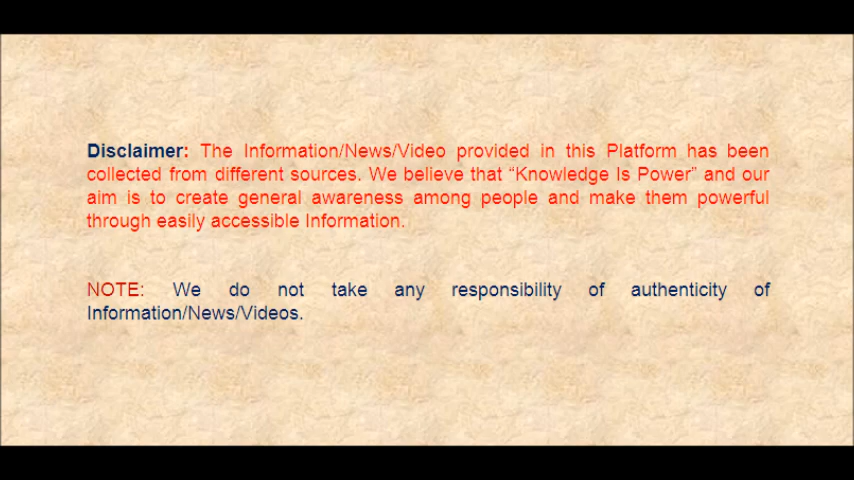 Disclaimer: The Information/News/Video provided in this Platform has been
collected from different sources. We believe that “Knowledge Is Power” and our
aim is to create general awareness among people and make them powerful
through easily accessible Information.
NOTE: We do not take any responsibility of authenticity of
Information/News/Videos.